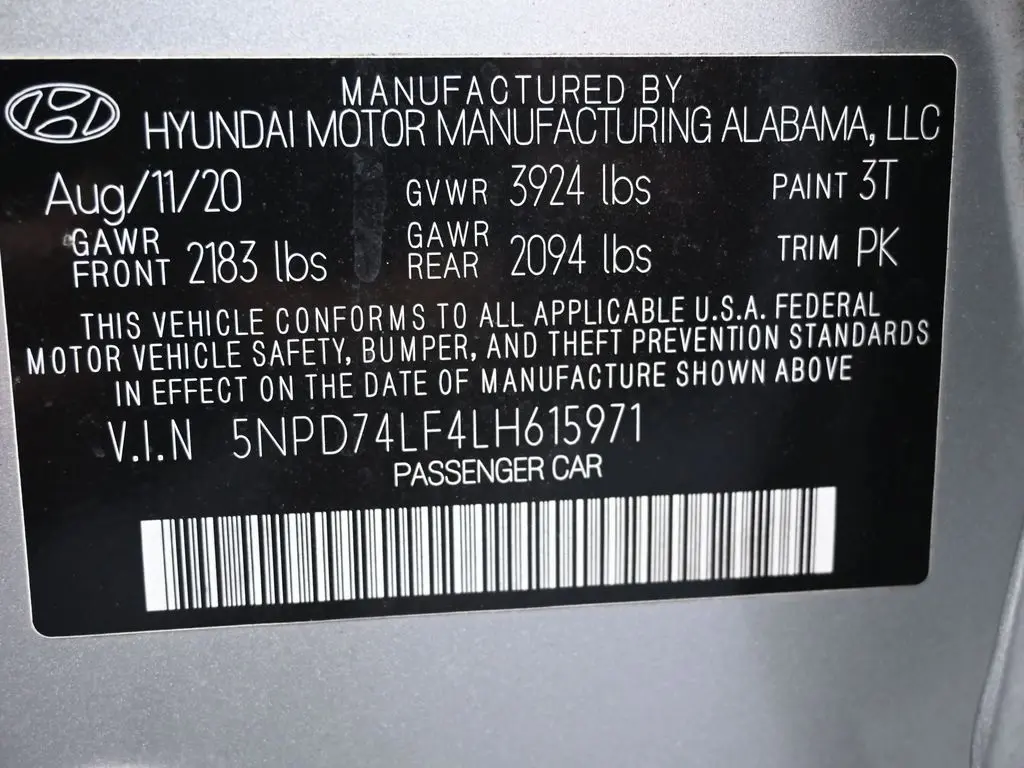 MANUFACTURED BY
HYUNDAI MOTOR MANUFACTURING ALABAMA, LLC
Aug/11/20 GVWR 3924 lbs PAINT 3T
GAWR FRONT 2183 lbs GAWR REAR 2094 lbs TRIM PK
THIS VEHICLE CONFORMS TO ALL APPLICABLE U.S.A. FEDERAL
MOTOR VEHICLE SAFETY, BUMPER, AND THEFT PREVENTION STANDARDS
IN EFFECT ON THE DATE OF MANUFACTURE SHOWN ABOVE
V.I.N 5NPD74LF4LH615971
PASSENGER CAR